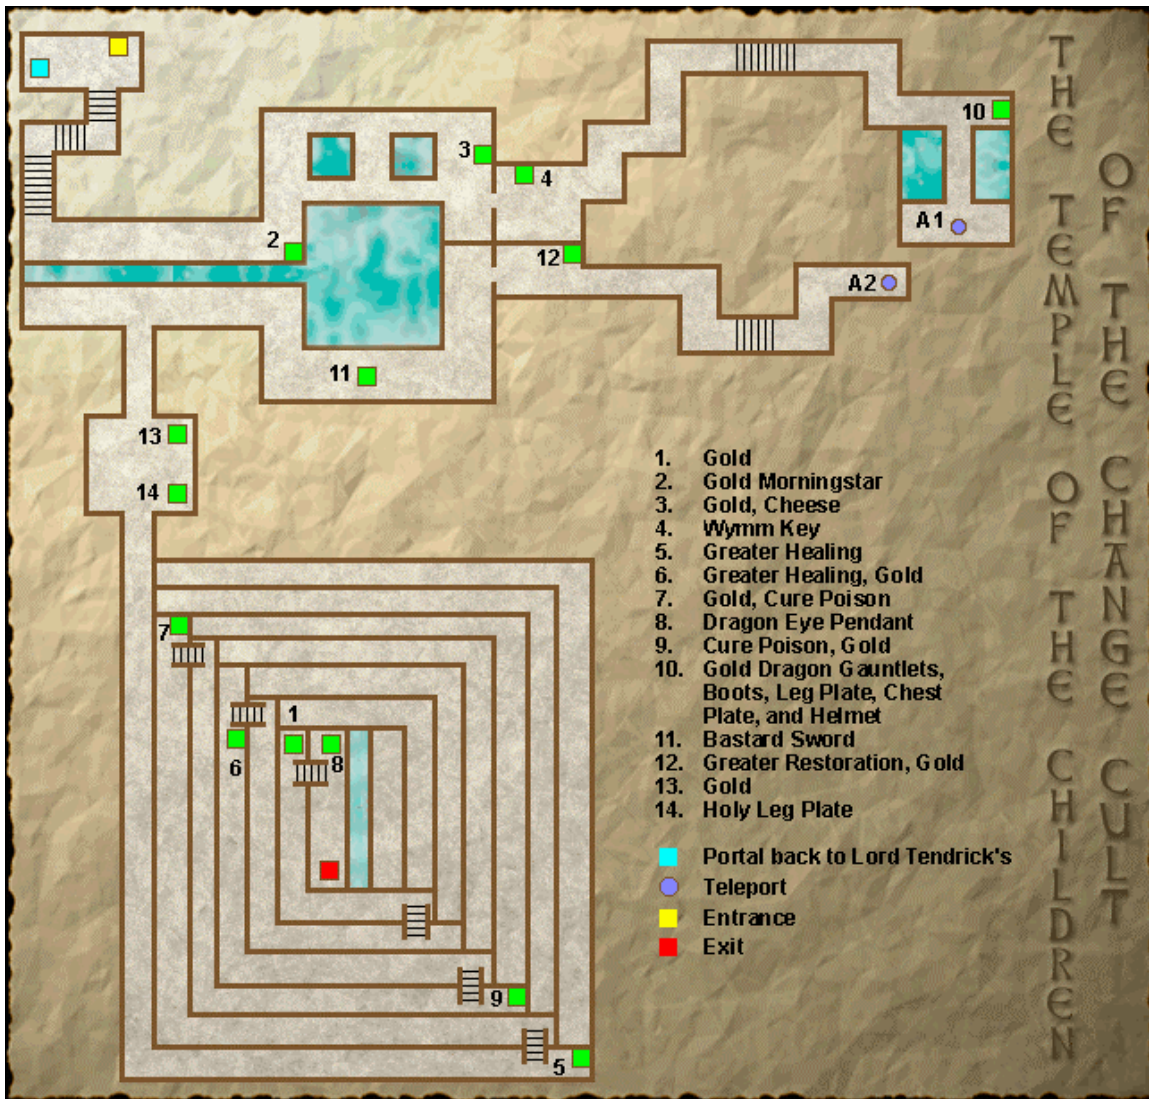 10
3
4
A1
2
12
A2
11
13
14
1. Gold
2. Gold Morningstar
3. Gold, Cheese
4. Wymm Key
5. Greater Healing
6. Greater Healing, Gold
7. Gold, Cure Poison
8. Dragon Eye Pendant
9. Cure Poison, Gold
10. Gold Dragon Gauntlets,
Boots, Leg Plate, Chest
Plate, and Helmet
11. Bastard Sword
12. Greater Restoration, Gold
13. Gold
14. Holy Leg Plate
Portal back to Lord Tendrick's
Teleport
Entrance
Exit
7
1
6
8
9
5
THE TEMPLE OF THE CHILDREN
OF THE CHANGE CULT